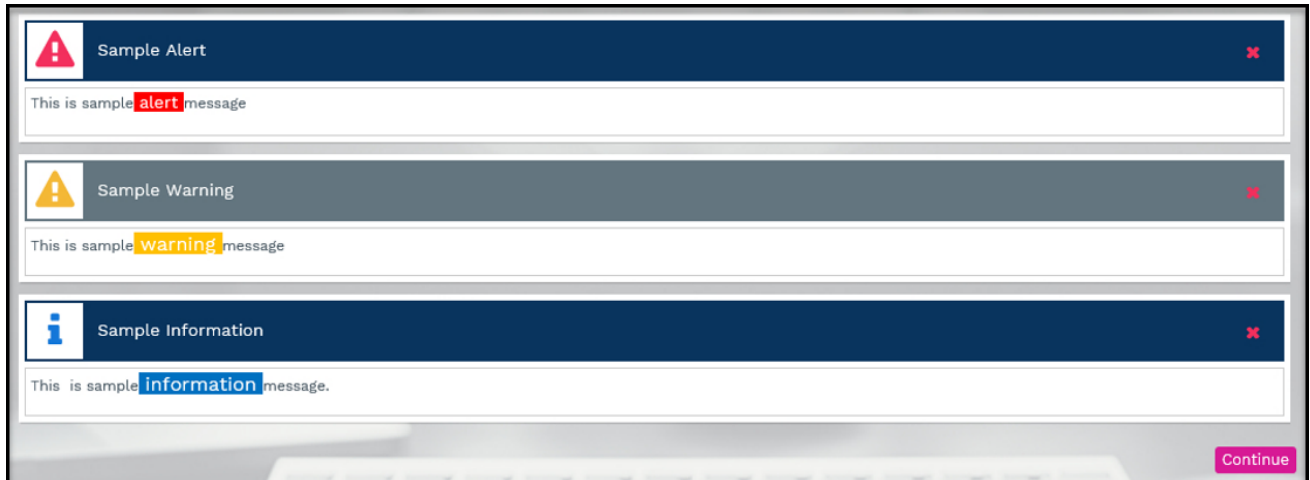 Sample Alert
This is sample alert message
Sample Warning
This is sample warning message
Sample Information
This  is sample information message.
Continue